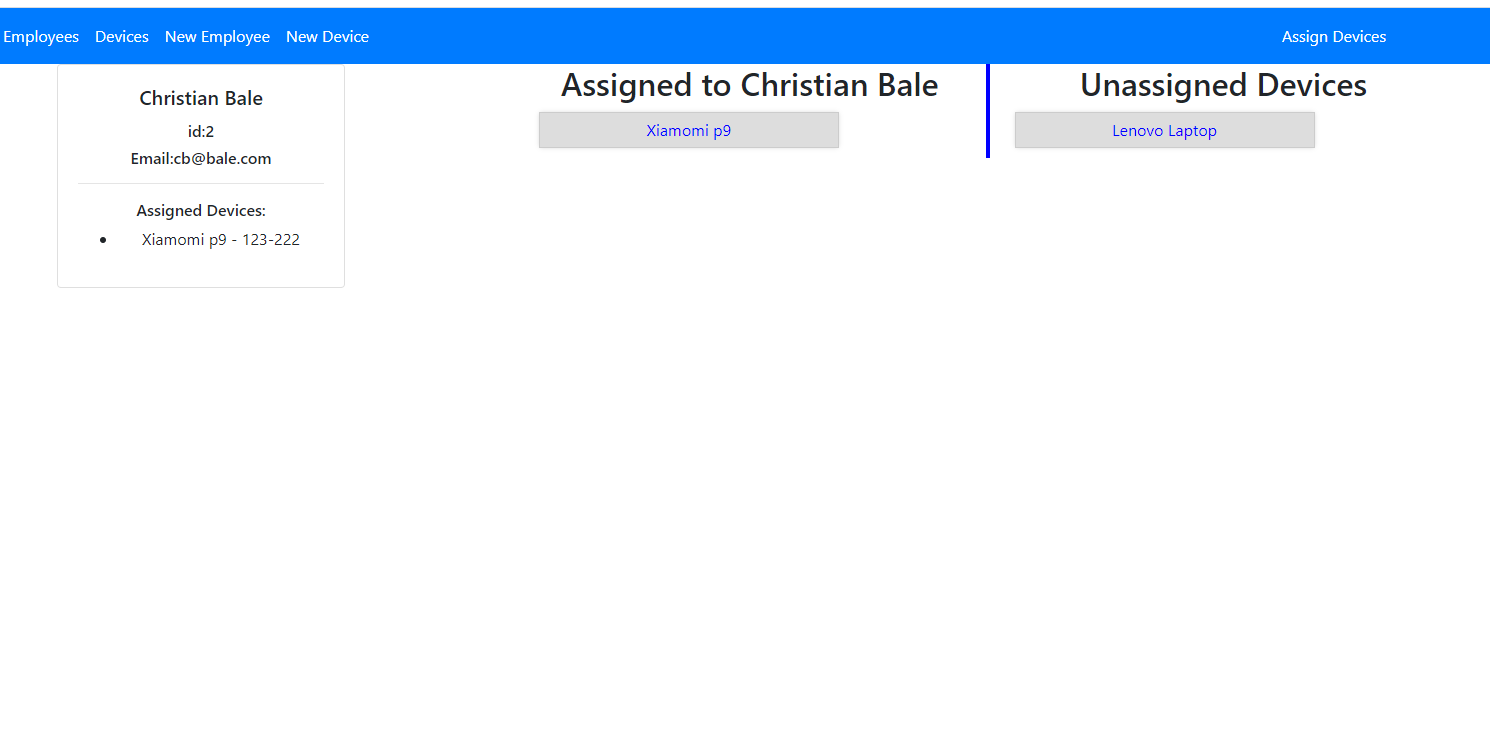 Employees Devices New Employee New Device Assign Devices
Christian Bale
id:2
Email:cb@bale.com
Assigned Devices:
Xiamomi p9 - 123-222
Assigned to Christian Bale
Xiamomi p9
Unassigned Devices
Lenovo Laptop